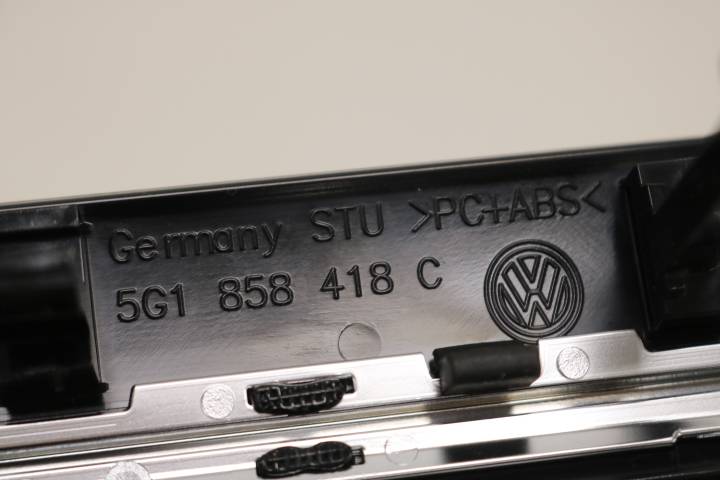 Germany STU >PC+ABS<
5G1 858 418 C